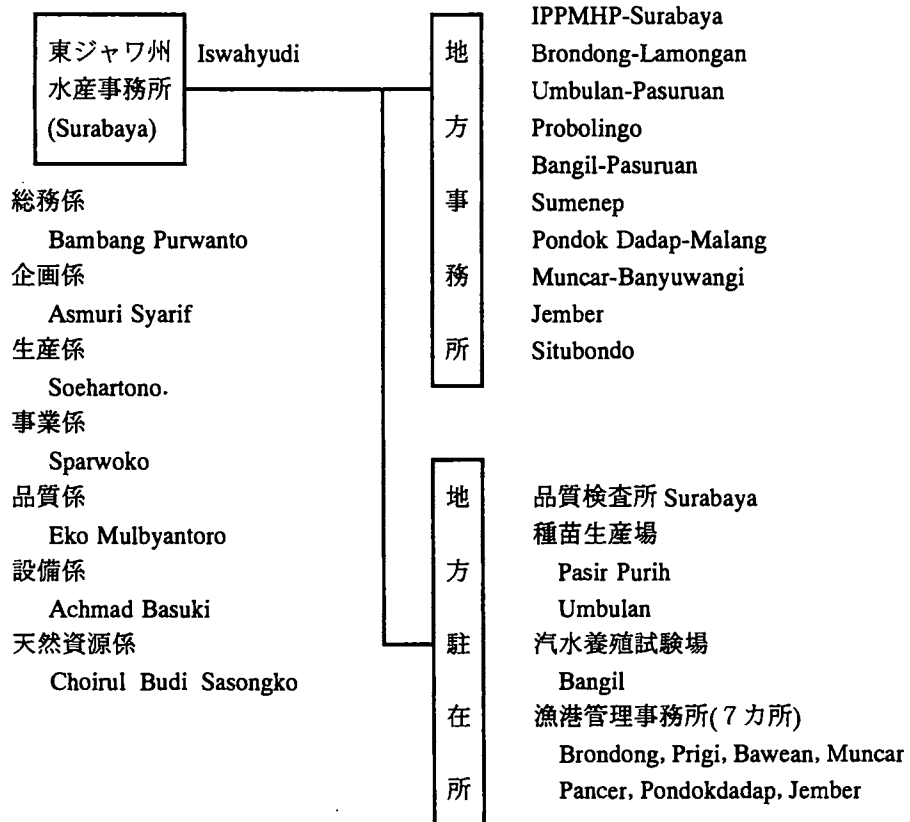 東ジャワ州
水産事務所
(Surabaya)
Iswahyudi
総務係
Bambang Purwanto
企画係
Asmuri Syarif
生産係
Soehartono.
事業係
Sparwoko
品質係
Eko Mulbyantoro
設備係
Achmad Basuki
天然資源係
Choirul Budi Sasongko
地方事務所
IPPMHP-Surabaya
Brondong-Lamongan
Umbulan-Pasuruan
Probolingo
Bangil-Pasuruan
Sumenep
Pondok Dadap-Malang
Muncar-Banyuwangi
Jember
Situbondo
地方駐在所
品質検査所 Surabaya
種苗生産場
Pasir Purih
Umbulan
汽水養殖試験場
Bangil
漁港管理事務所(7カ所)
Brondong, Prigi, Bawean, Muncar
Pancer, Pondokdadap, Jember